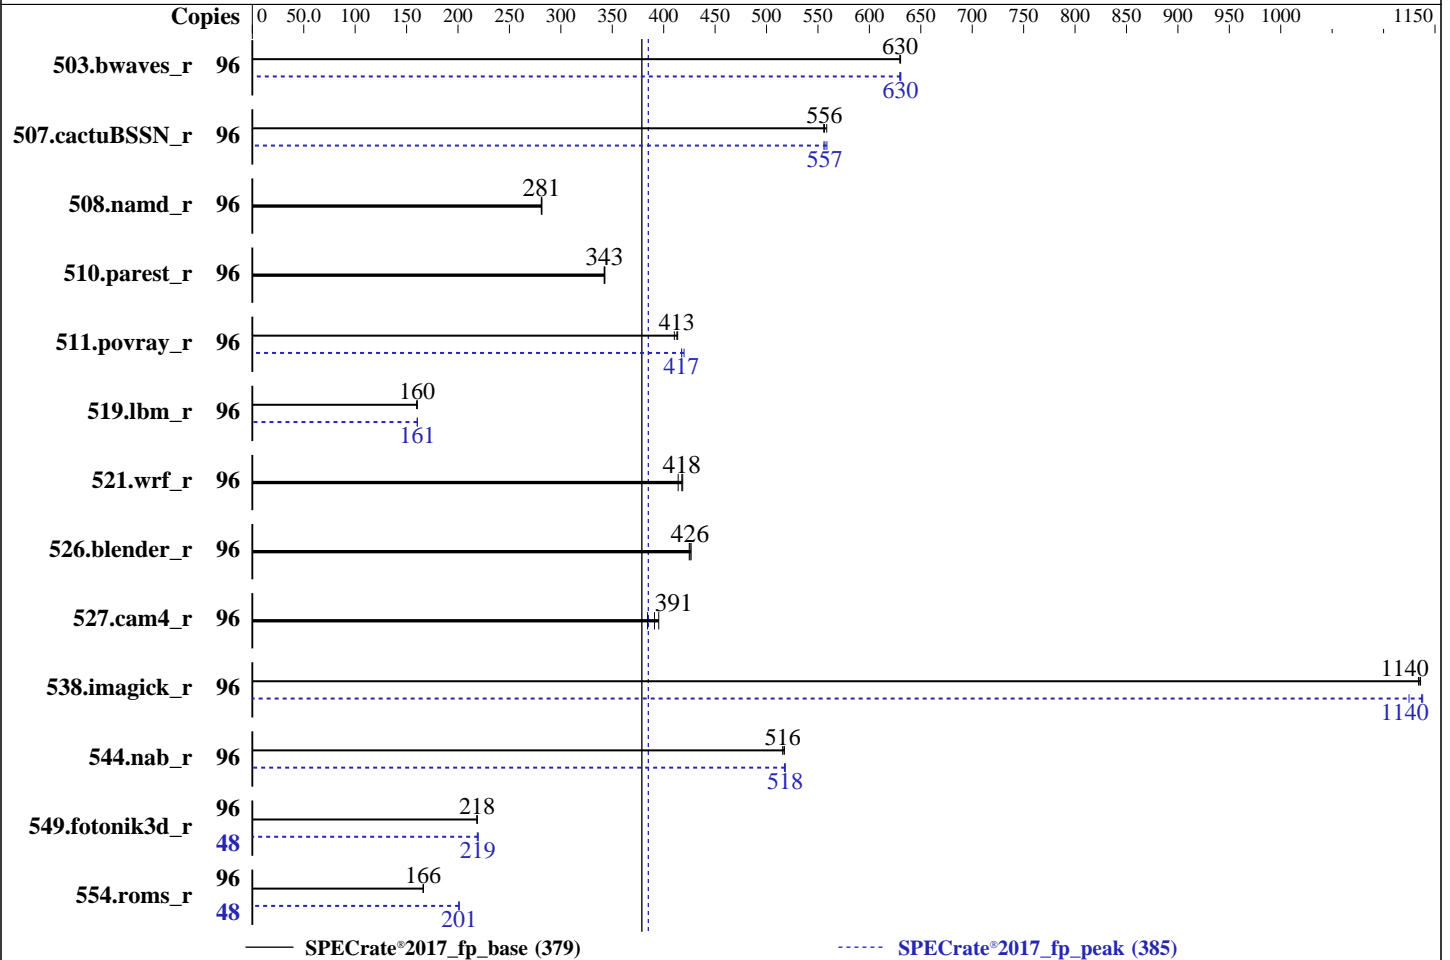 Copies 0 50.0 100 150 200 250 300 350 400 450 500 550 600 650 700 750 800 850 900 950 1000 1150
503.bwaves_r 96 630
630
507.cactuBSSN_r 96 556
557
508.namd_r 96 281
510.parest_r 96 343
511.povray_r 96 413
417
519.lbm_r 96 160
161
521.wrf_r 96 418
526.blender_r 96 426
527.cam4_r 96 391
538.imagick_r 96 1140
1140
544.nab_r 96 516
518
549.fotonik3d_r 96 218
48 219
554.roms_r 96 166
48 201
SPECrate®2017_fp_base (379) SPECrate®2017_fp_peak (385)